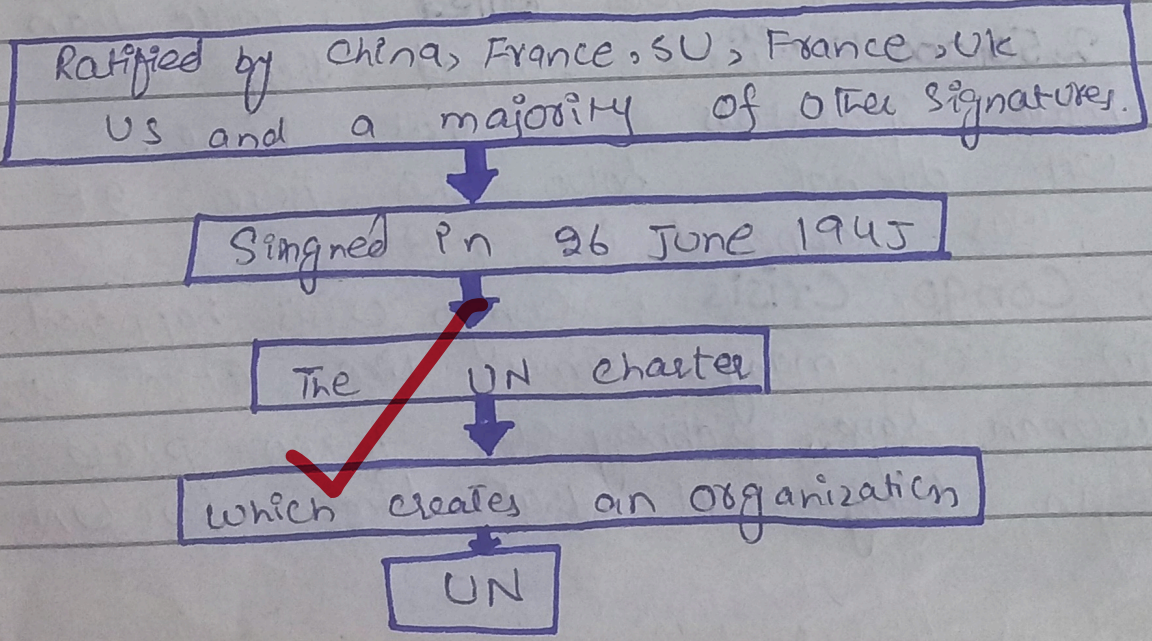 Ratified by China, France, SU, France, UK
US and a majority of other signatures.
Simgned in 26 June 1945
The UN charter
which creates an organization
UN